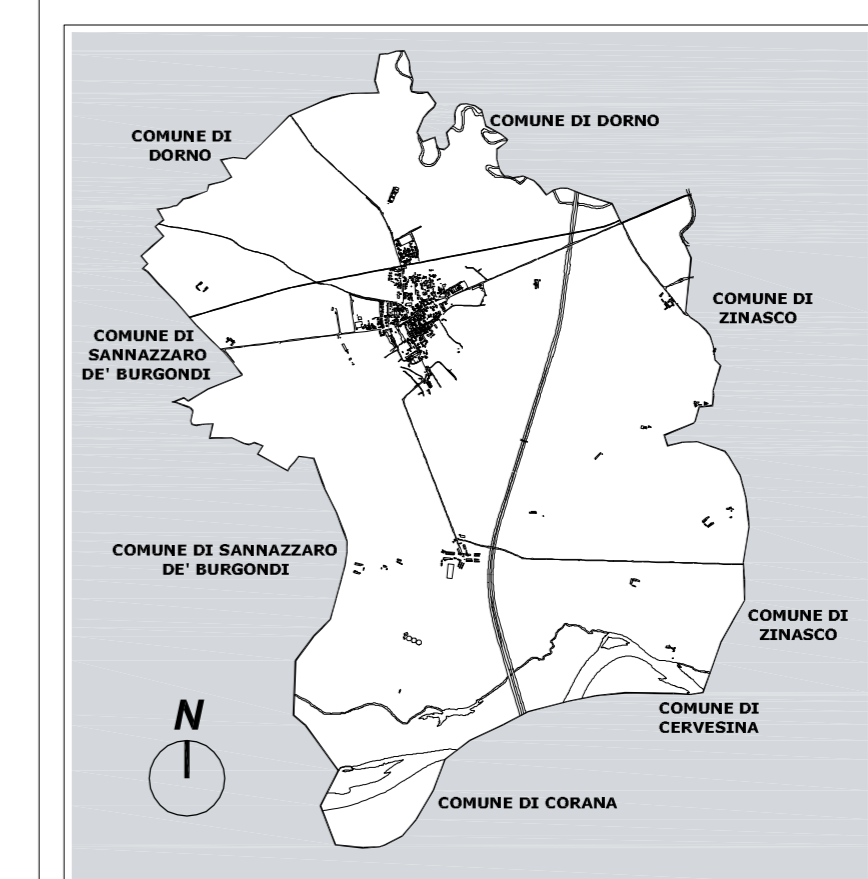 COMUNE DI DORNO
COMUNE DI
DORNO
COMUNE DI
ZINASCO
COMUNE DI
SANNAZZARO
DE' BURGONDI
COMUNE DI SANNAZZARO
DE' BURGONDI
COMUNE DI
ZINASCO
N
COMUNE DI
CERVESINA
COMUNE DI CORANA